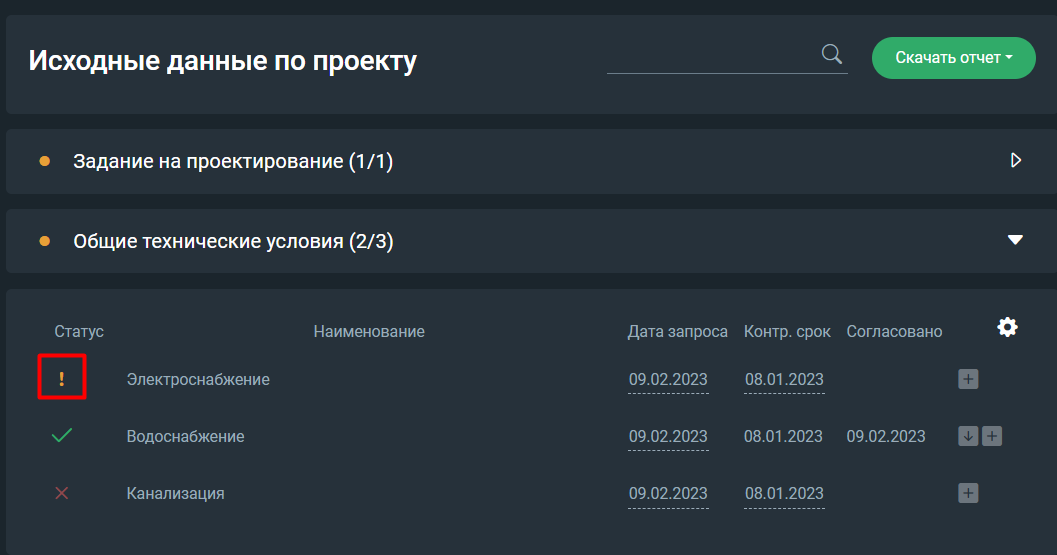 Исходные данные по проекту
Скачать отчет
Задание на проектирование (1/1)
Общие технические условия (2/3)
Статус Наименование Дата запроса Контр. срок Согласовано
! Электроснабжение 09.02.2023 08.01.2023
Водоснабжение 09.02.2023 08.01.2023 09.02.2023
Канализация 09.02.2023 08.01.2023